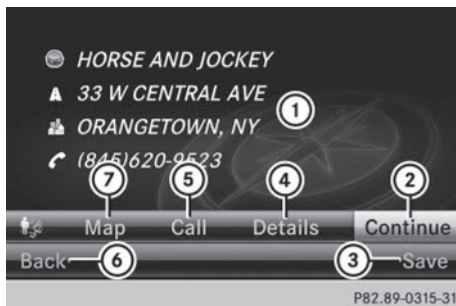 HORSE AND JOCKEY
A 33 W CENTRAL AVE
1
ORANGETOWN, NY
(845)620-9523
7 5 4 2
Map Call Details Continue
Back 6 3 Save
P82.89-0315-31